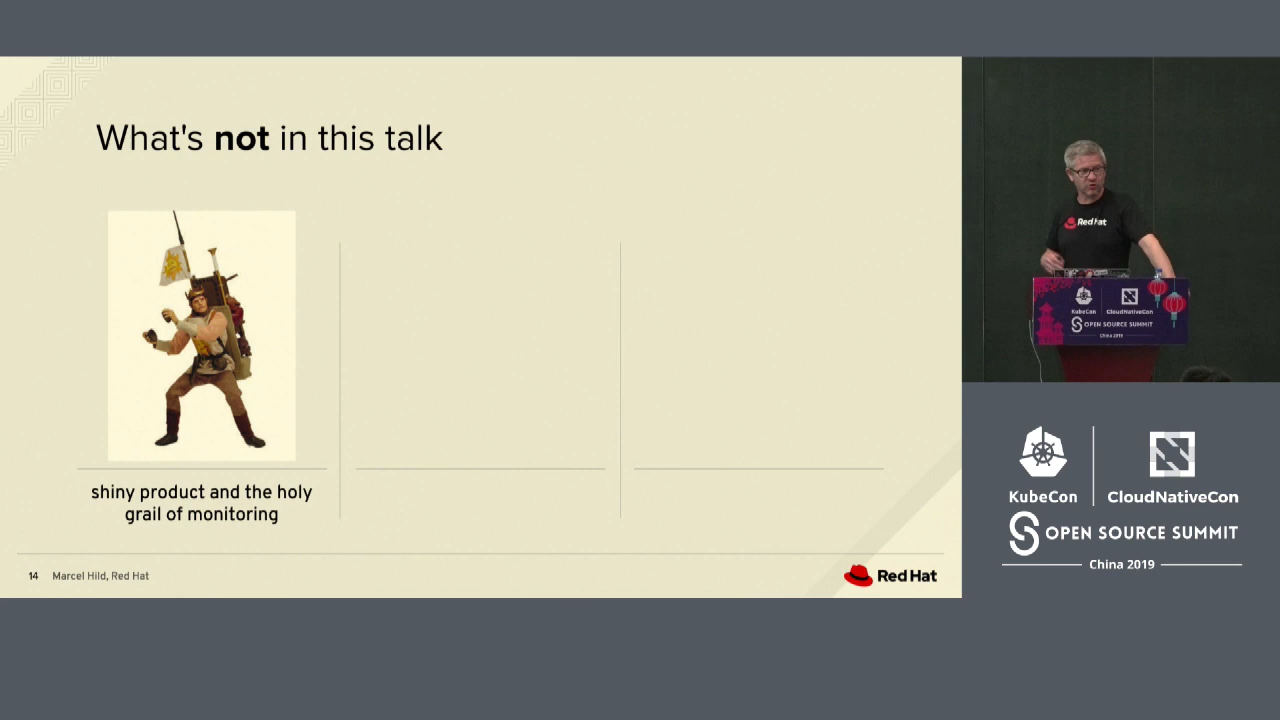 What's not in this talk
shiny product and the holy
grail of monitoring
14 Marcel Hild, Red Hat
Red Hat
Red Hat
KubeCon CloudNativeCon
OPEN SOURCE SUMMIT
China 2019
KubeCon CloudNativeCon
OPEN SOURCE SUMMIT
China 2019